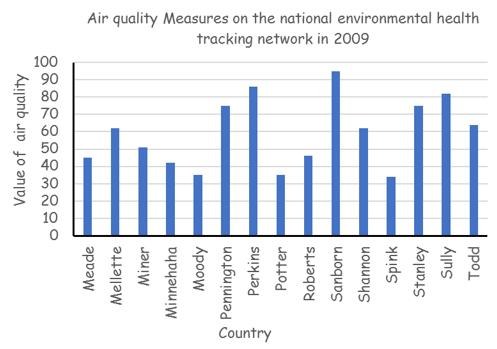 Air quality Measures on the national environmental health
tracking network in 2009
Value of  air quality
100
90
80
70
60
50
40
30
20
10
0
Meade
Mellette
Miner
Minnehaha
Moody
Pennington
Perkins
Potter
Roberts
Sanborn
Shannon
Spink
Stanley
Sully
Todd
Country